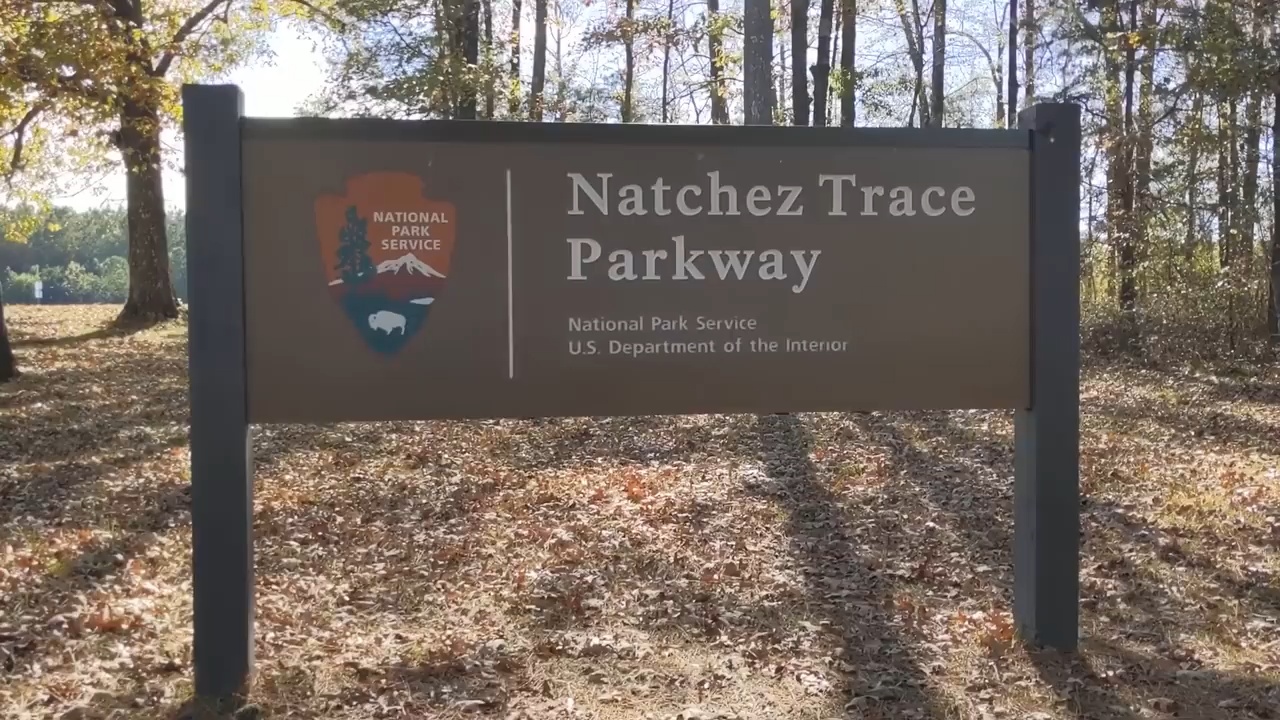 NATIONAL
PARK
SERVICE
Natchez Trace
Parkway
National Park Service
U.S. Department of the Interior